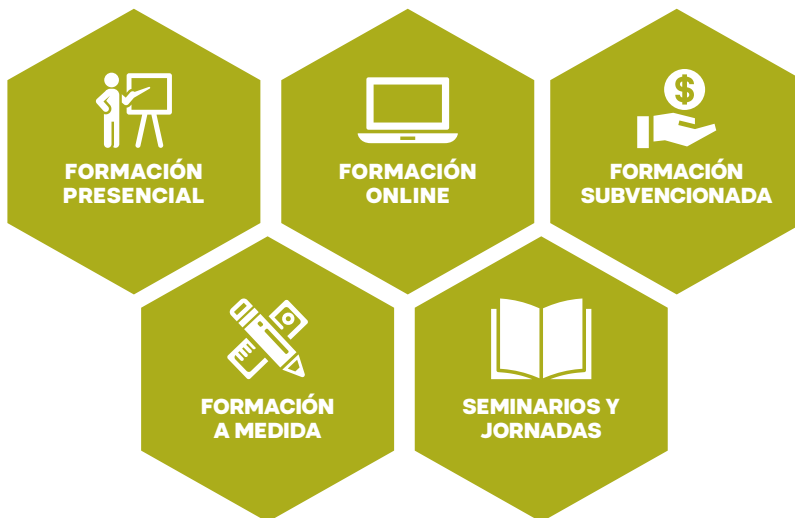 FORMACIÓN
PRESENCIAL
FORMACIÓN
ONLINE
$
FORMACIÓN
SUBVENCIONADA
FORMACIÓN
A MEDIDA
SEMINARIOS Y
JORNADAS